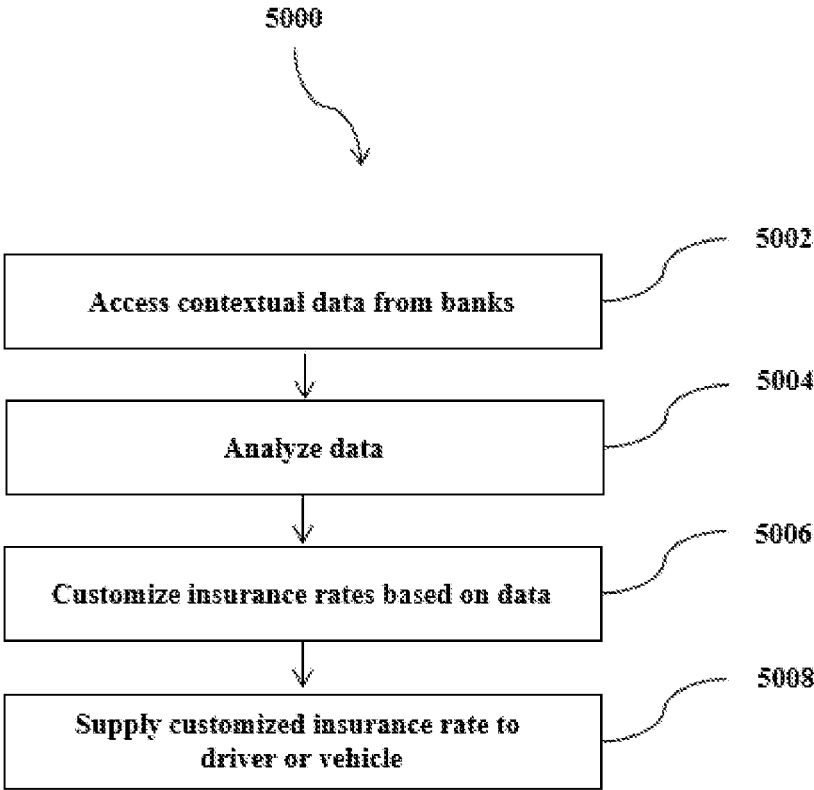 5000
5002
Access contextual data from banks
5004
Analyze data
5006
Customize insurance rates based on data
5008
Supply customized insurance rate to
driver or vehicle